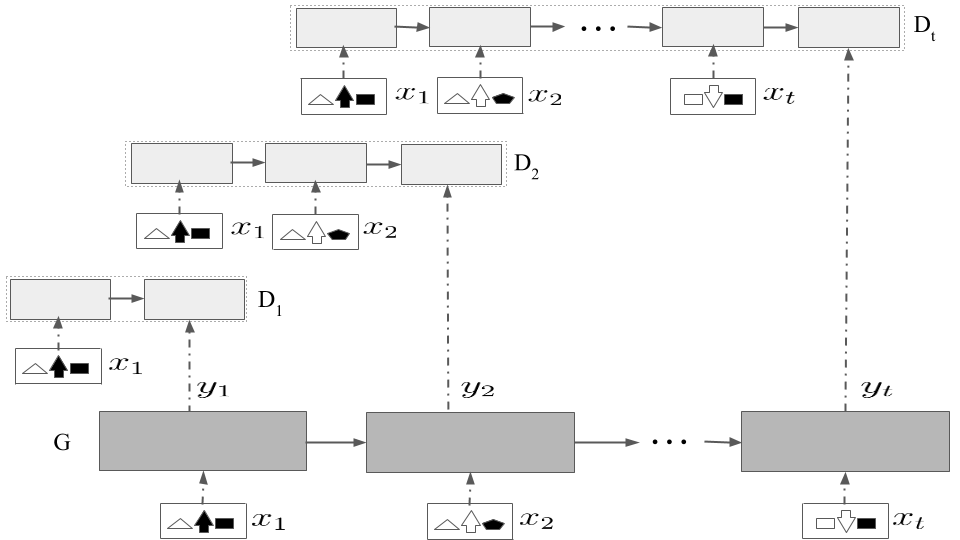 D_t
x_1 x_2 ... x_t
D_2
x_1 x_2
D_1
x_1
y_1 y_2 y_t
G ...
x_1 x_2 x_t